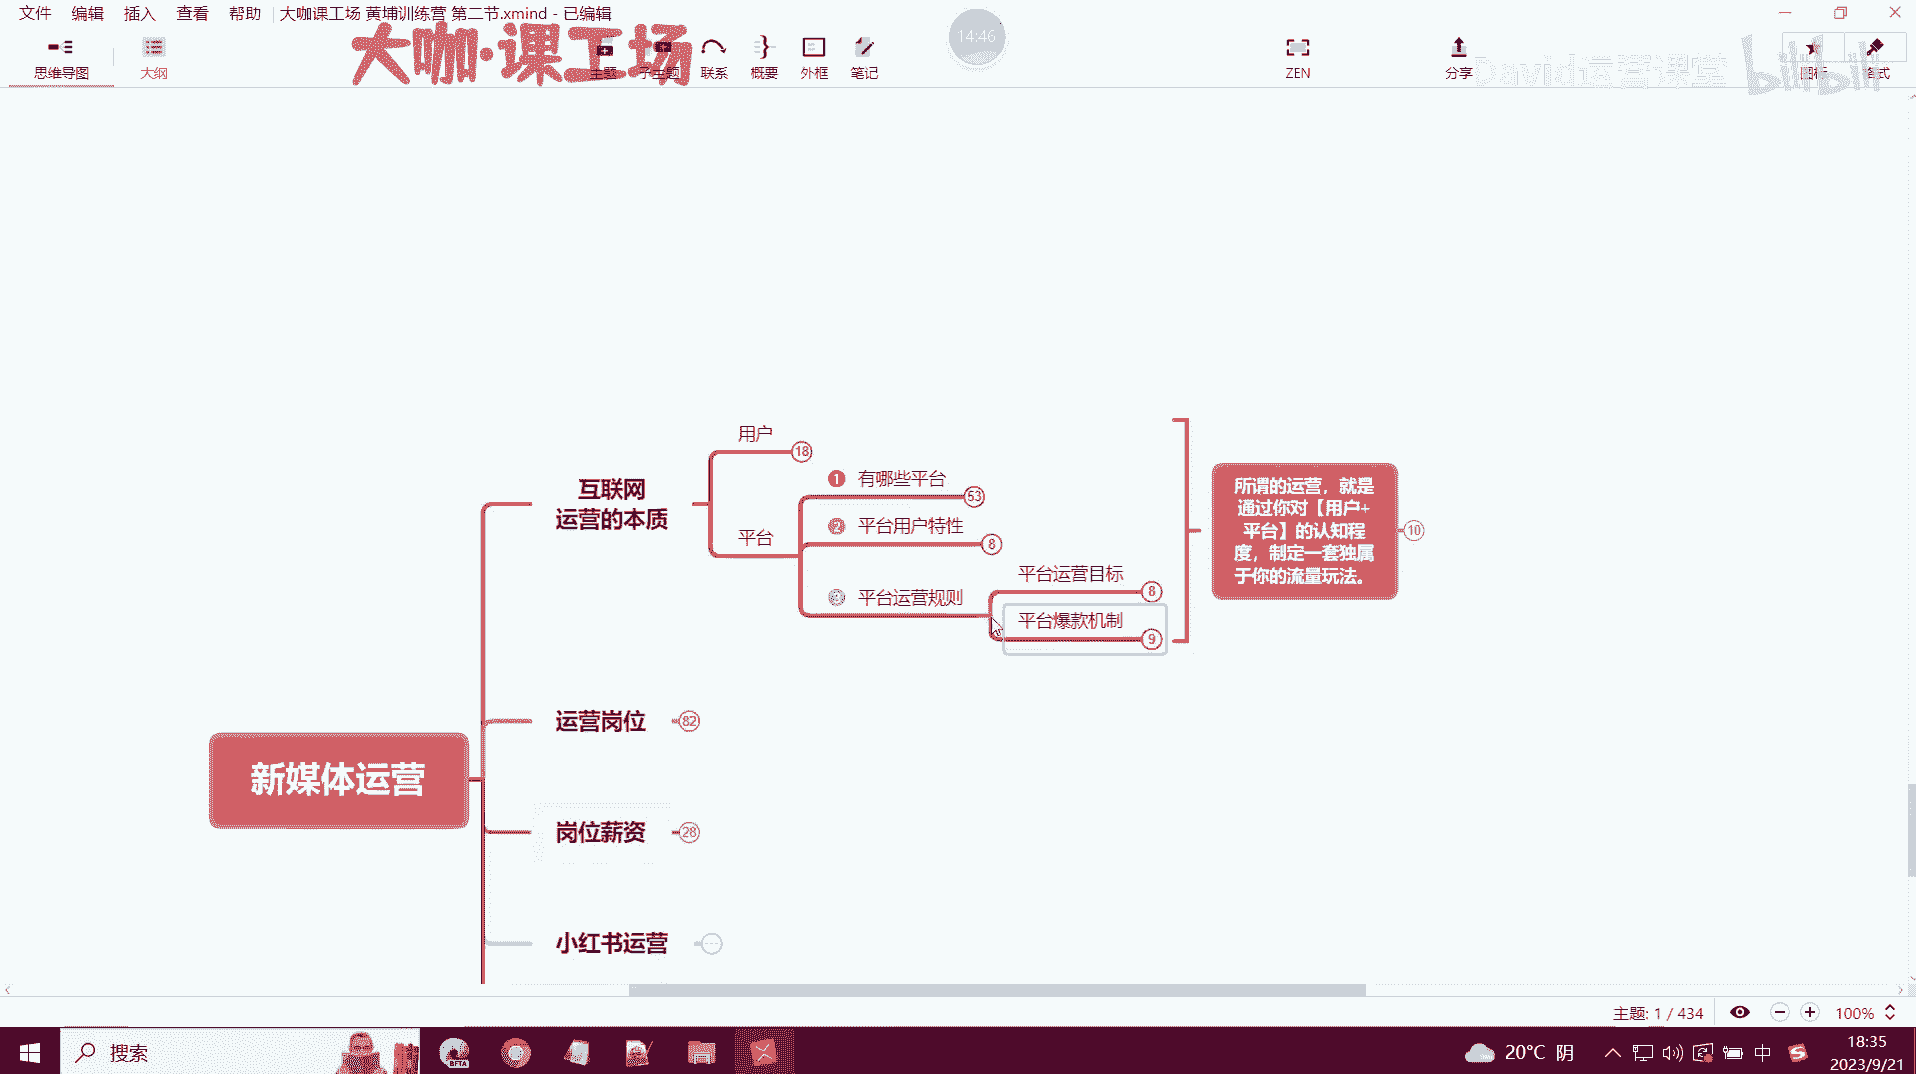 文件 编辑 插入 查看 帮助 大咖课工场 黄埔训练营 第二节.xmind - 已编辑
大咖·课工场
14:46
David运营课堂 bilibili
思维导图 大纲 主题 子主题 联系 概要 外框 笔记 ZEN 分享 图标 格式
用户 18
1 有哪些平台 53
2 平台用户特性 8
平台
平台运营规则
平台运营目标 8
平台爆款机制 9
互联网
运营的本质
所谓的运营，就是
通过你对【用户+
平台】的认知程
度，制定一套独属
于你的流量玩法。
10
运营岗位 82
新媒体运营
岗位薪资 28
小红书运营
主题: 1 / 434 100%
搜索
BETA
20°C 阴
中
18:35
2023/9/21